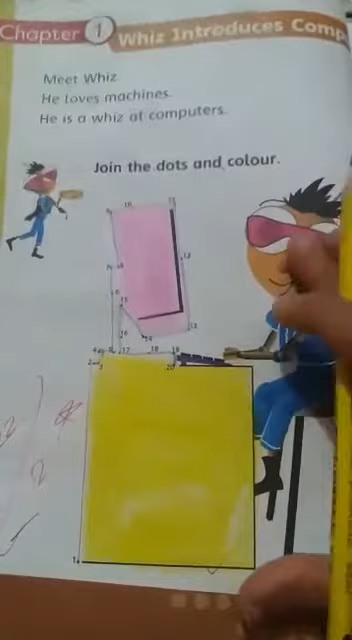 Chapter 1 Whiz Introduces Comp
Meet Whiz.
He loves machines.
He is a whiz at computers.
Join the dots and colour.